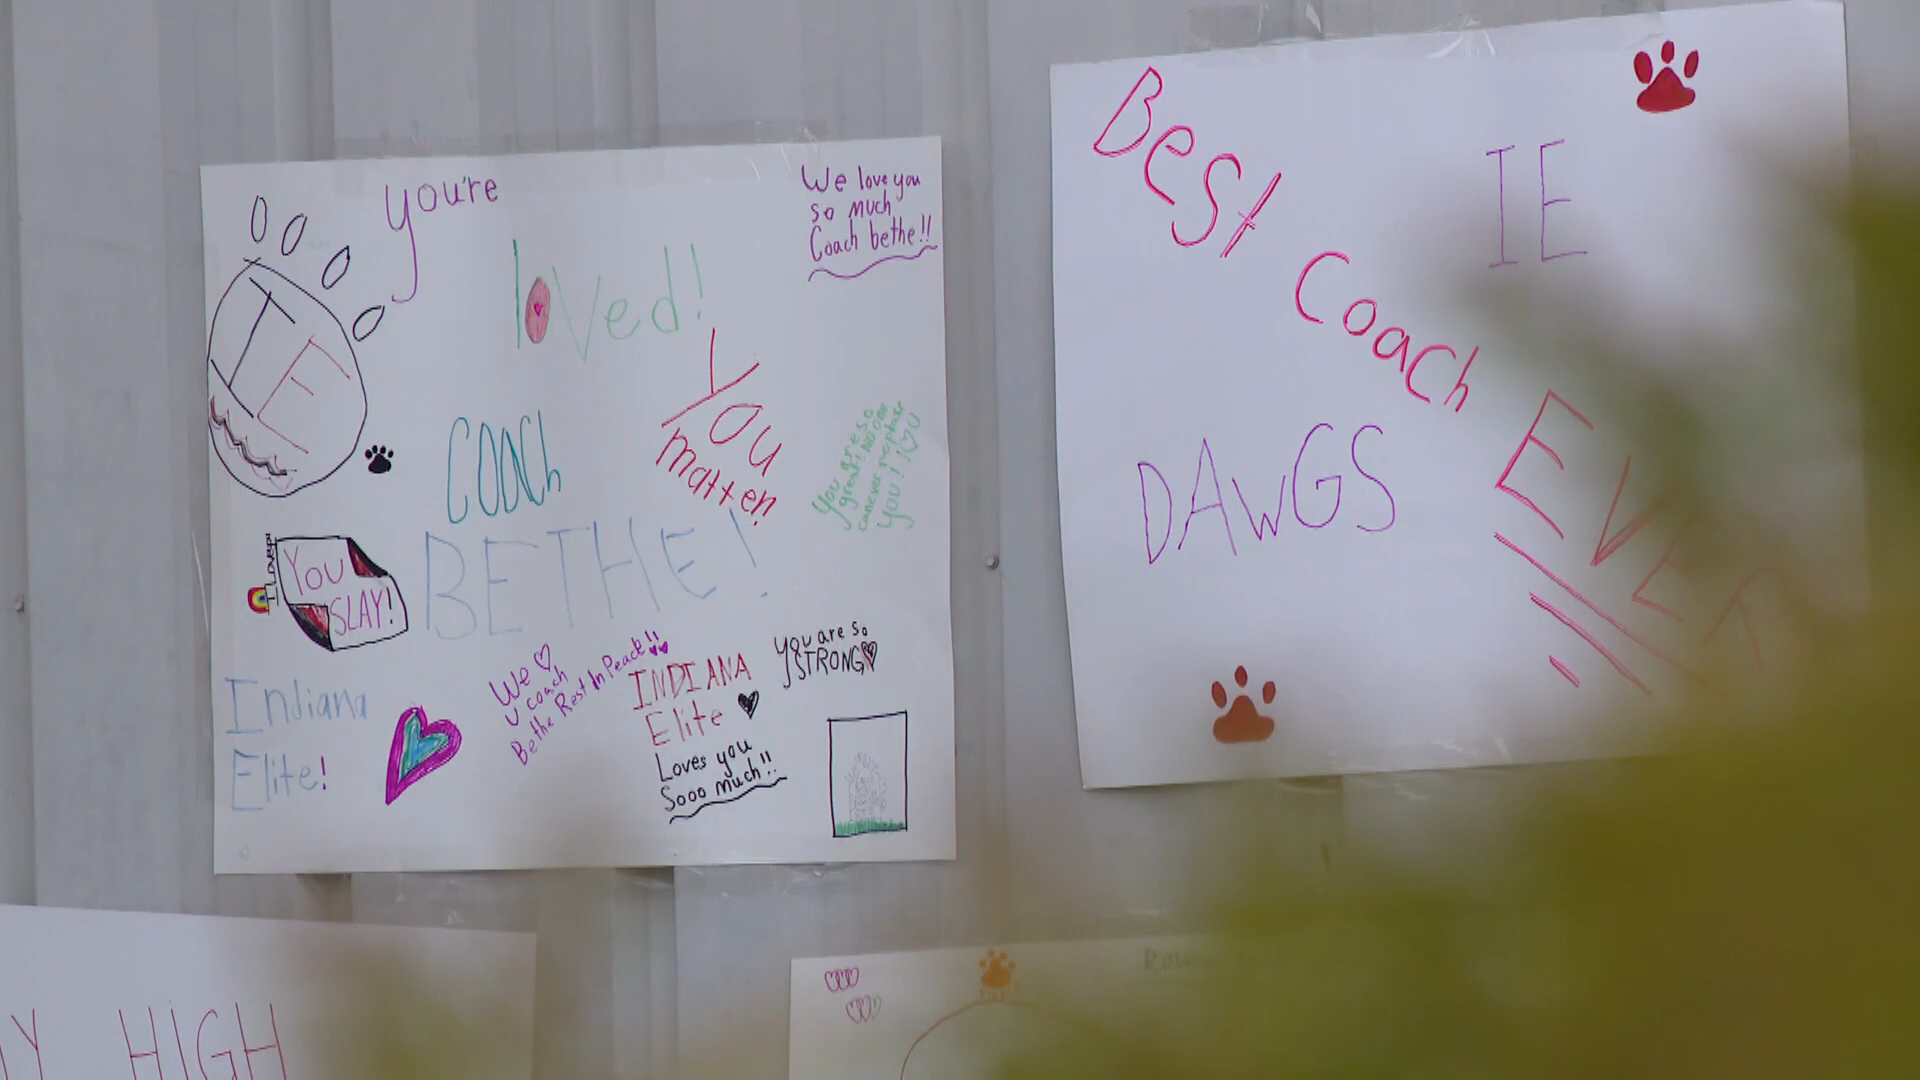 you're
loved!
We love you
so much
Coach bethe!!
IE
You
matter!
COACH
BETHE!
You are so
great! NO ONE
can ever replace
you! I ♡ U
I LOVE you
You
SLAY!
Indiana
Elite!
We ♡
u coach
Bethe Rest In Peace!!
INDIANA
Elite
Loves you
Sooo much!!
you are so
STRONG
Best Coach EVER
IE
DAWGS
Y HIGH